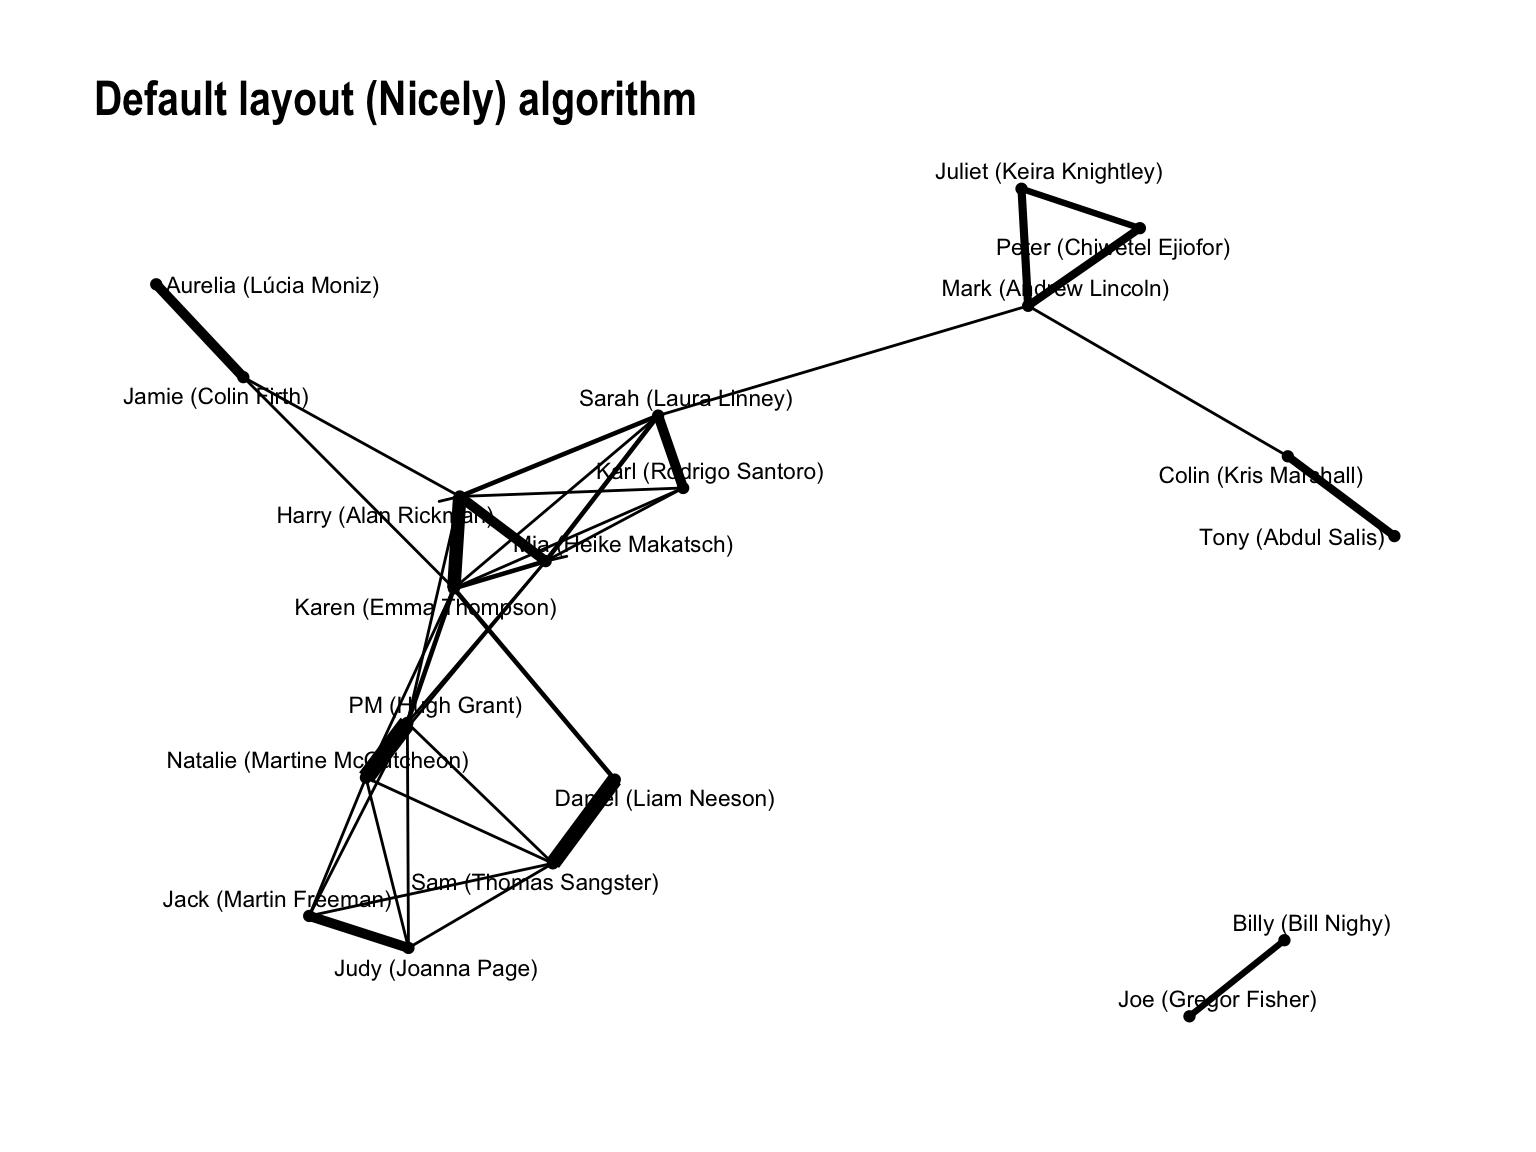 Default layout (Nicely) algorithm
Juliet (Keira Knightley)
Peter (Chiwetel Ejiofor)
Aurelia (Lúcia Moniz)
Mark (Andrew Lincoln)
Jamie (Colin Firth)
Sarah (Laura Linney)
Karl (Rodrigo Santoro)
Colin (Kris Marshall)
Harry (Alan Rickman)
Tony (Abdul Salis)
Mia (Heike Makatsch)
Karen (Emma Thompson)
PM (Hugh Grant)
Natalie (Martine McCutcheon)
Daniel (Liam Neeson)
Sam (Thomas Sangster)
Jack (Martin Freeman)
Billy (Bill Nighy)
Judy (Joanna Page)
Joe (Gregor Fisher)